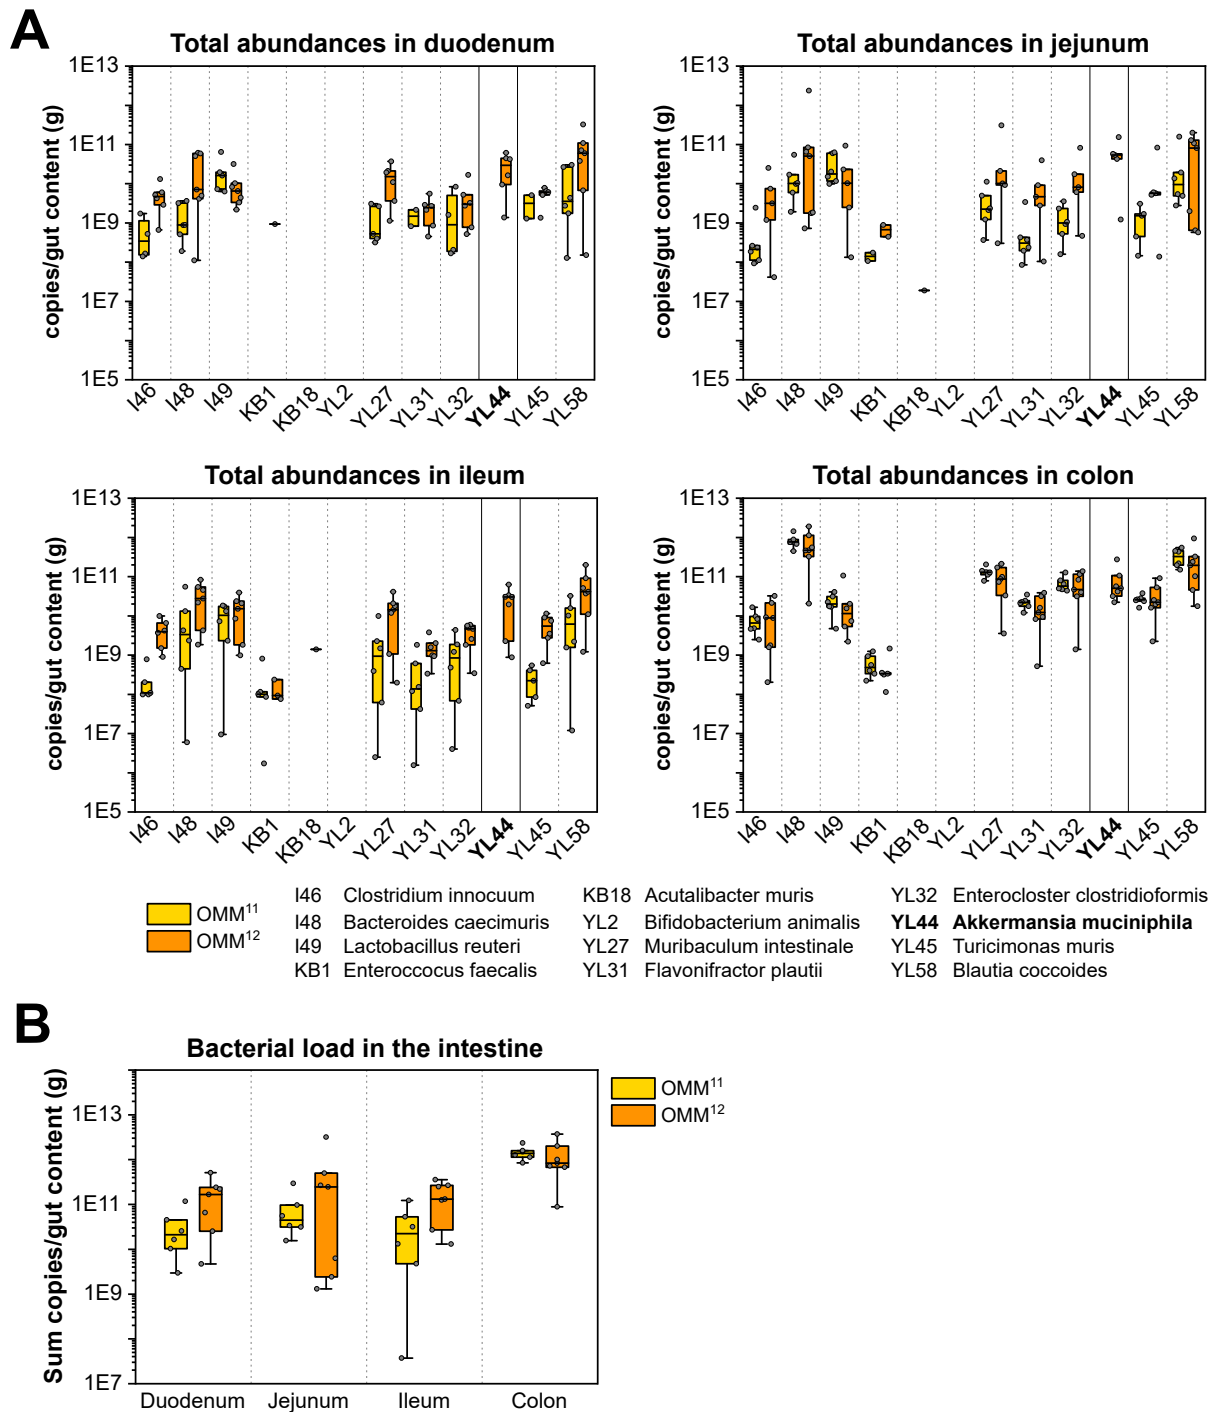 A
Total abundances in duodenum
Total abundances in jejunum
copies/gut content (g)
1E13
1E11
1E9
1E7
1E5
I46
I48
I49
KB1
KB18
YL2
YL27
YL31
YL32
YL44
YL45
YL58
copies/gut content (g)
1E13
1E11
1E9
1E7
1E5
I46
I48
I49
KB1
KB18
YL2
YL27
YL31
YL32
YL44
YL45
YL58
Total abundances in ileum
Total abundances in colon
copies/gut content (g)
1E13
1E11
1E9
1E7
1E5
I46
I48
I49
KB1
KB18
YL2
YL27
YL31
YL32
YL44
YL45
YL58
copies/gut content (g)
1E13
1E11
1E9
1E7
1E5
I46
I48
I49
KB1
KB18
YL2
YL27
YL31
YL32
YL44
YL45
YL58
OMM¹¹
OMM¹²
I46 Clostridium innocuum
I48 Bacteroides caecimuris
I49 Lactobacillus reuteri
KB1 Enteroccocus faecalis
KB18 Acutalibacter muris
YL2 Bifidobacterium animalis
YL27 Muribaculum intestinale
YL31 Flavonifractor plautii
YL32 Enterocloster clostridioformis
YL44 Akkermansia muciniphila
YL45 Turicimonas muris
YL58 Blautia coccoides
B
Bacterial load in the intestine
Sum copies/gut content (g)
1E13
1E11
1E9
1E7
Duodenum
Jejunum
Ileum
Colon
OMM¹¹
OMM¹²